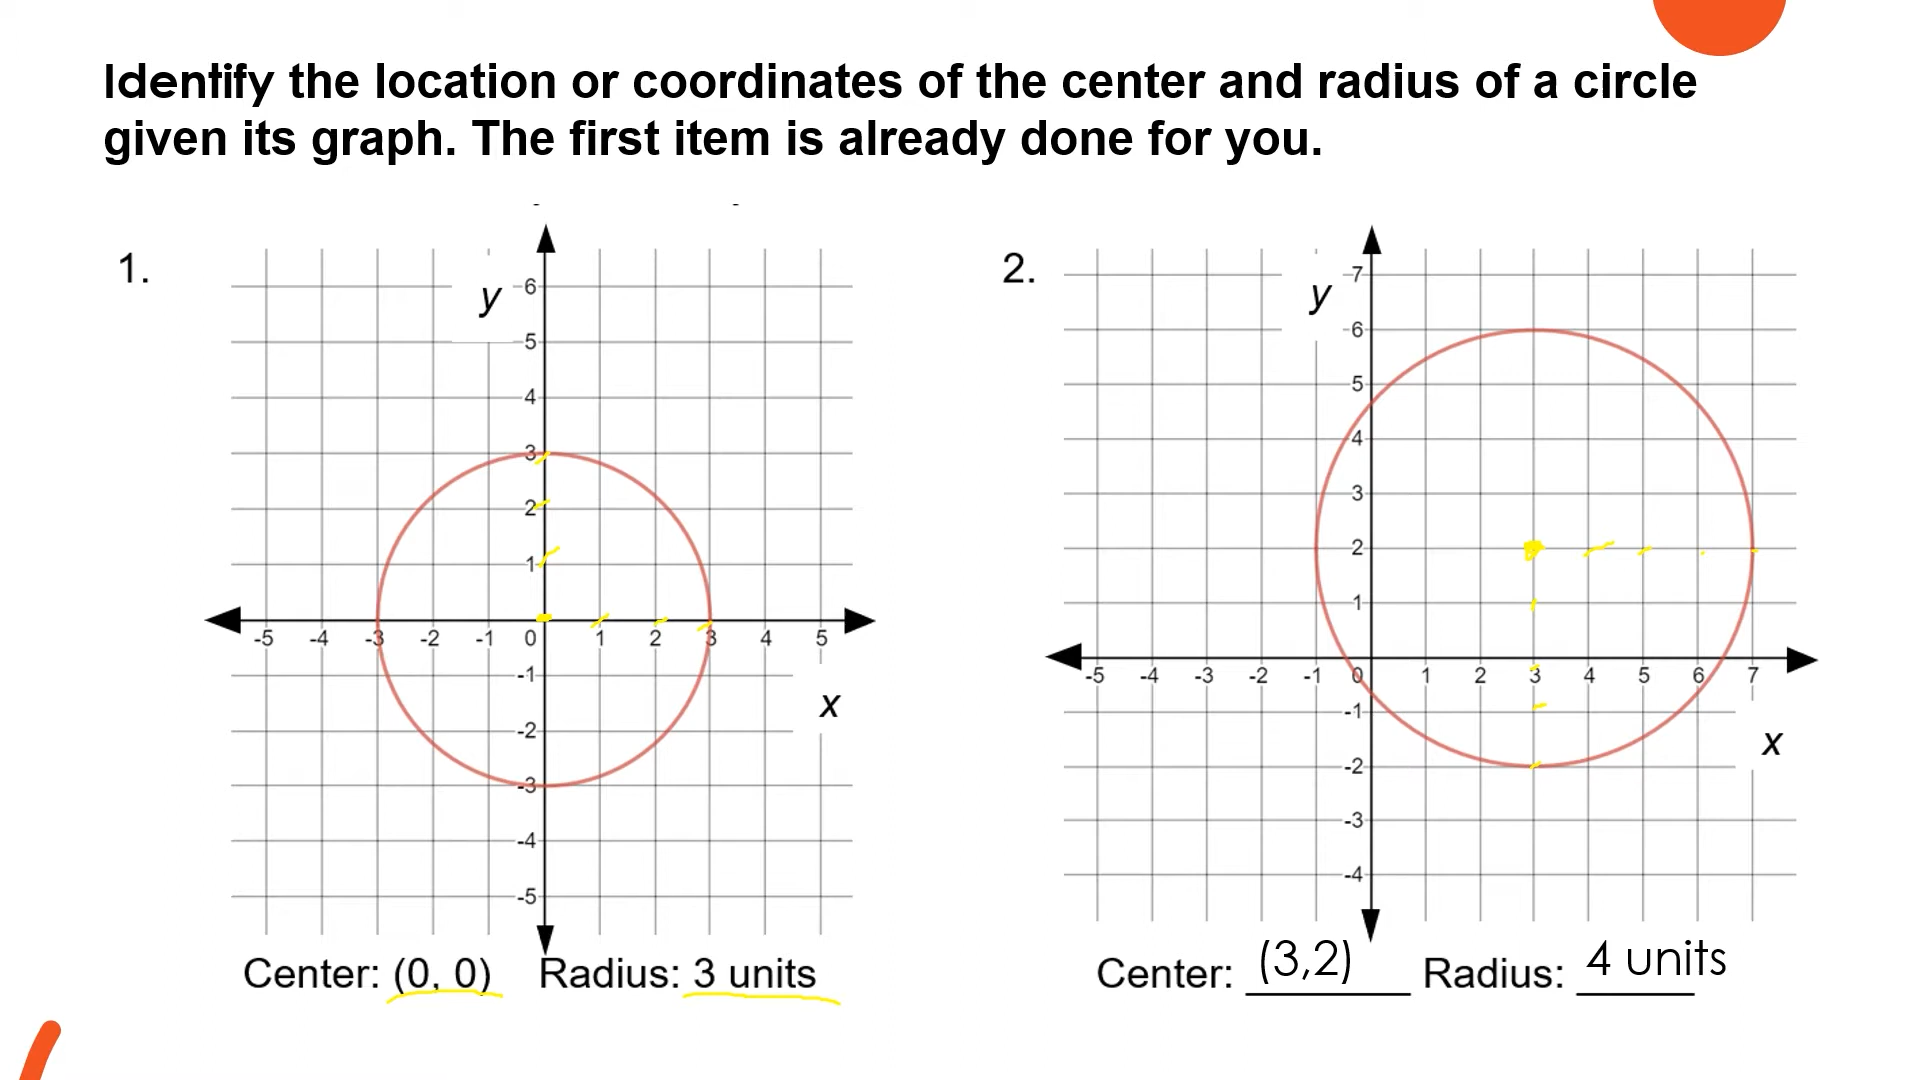 Identify the location or coordinates of the center and radius of a circle
given its graph. The first item is already done for you.
1.
y
6
5
4
3
2
1
-5 -4 -3 -2 -1 0 1 2 3 4 5
-1
x
-2
-3
-4
-5
Center: (0, 0) Radius: 3 units
2.
7
y
6
5
4
3
2
1
-5 -4 -3 -2 -1 0 1 2 3 4 5 6 7
-1
x
-2
-3
-4
Center: (3,2) Radius: 4 units